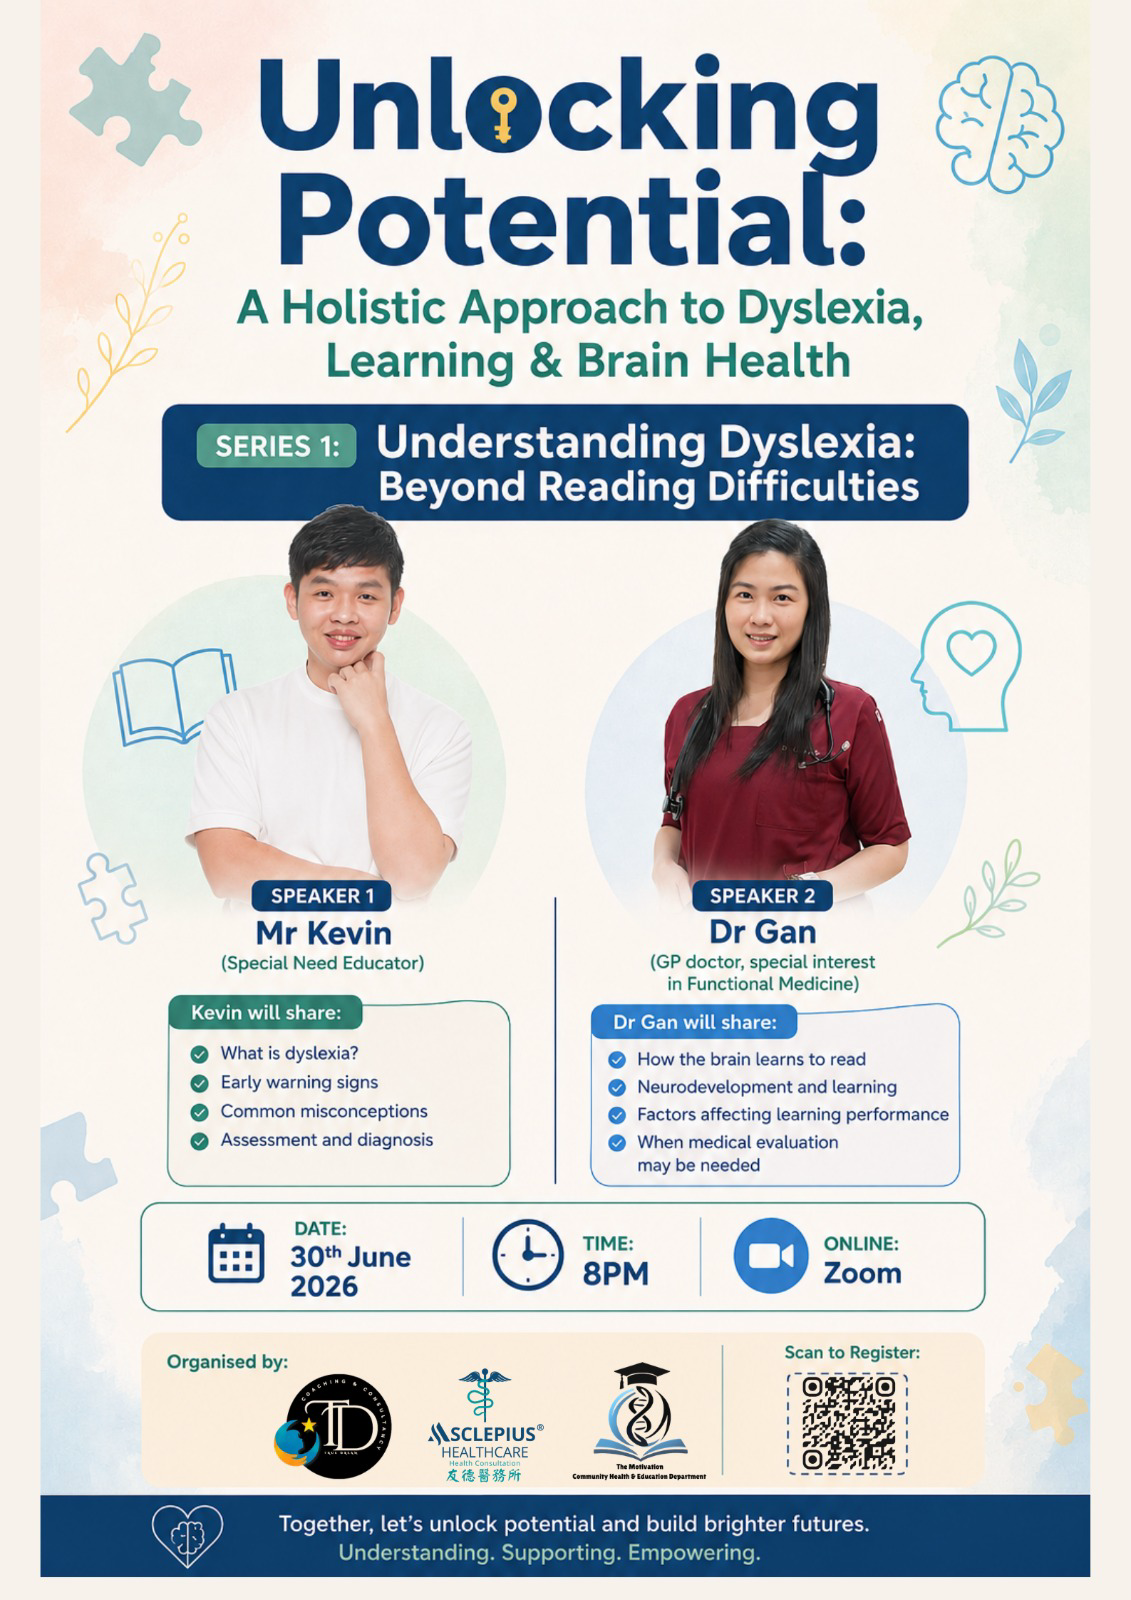 Unlocking
Potential:
A Holistic Approach to Dyslexia,
Learning & Brain Health
SERIES 1: Understanding Dyslexia:
Beyond Reading Difficulties
SPEAKER 1
Mr Kevin
(Special Need Educator)
Kevin will share:
What is dyslexia?
Early warning signs
Common misconceptions
Assessment and diagnosis
SPEAKER 2
Dr Gan
(GP doctor, special interest
in Functional Medicine)
Dr Gan will share:
How the brain learns to read
Neurodevelopment and learning
Factors affecting learning performance
When medical evaluation
may be needed
DATE:
30th June
2026
TIME:
8PM
ONLINE:
Zoom
Organised by:
COACHING & CONSULTANCY
TD
ASCLEPIUS®
HEALTHCARE
Health Consultation
友德醫務所
The Motivation
Community Health & Education Department
Scan to Register:
Together, let's unlock potential and build brighter futures.
Understanding. Supporting. Empowering.